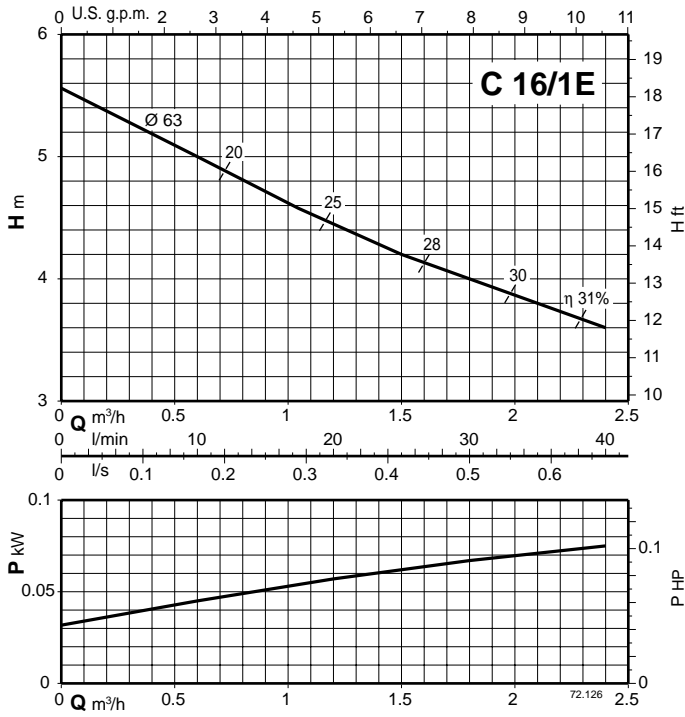 0 U.S. g.p.m. 2 3 4 5 6 7 8 9 10 11
6 5 4 3
H m
C 16/1E
Ø 63
20
25
28
30
η 31%
19 18 17 16 15 14 13 12 11 10
H ft
0 Q m³/h 0.5 1 1.5 2 2.5
0 l/min 10 20 30 40
0 l/s 0.1 0.2 0.3 0.4 0.5 0.6
0.1 0.05 0
P kW
0.1 0
P HP
72.126
0 Q m³/h 0.5 1 1.5 2 2.5